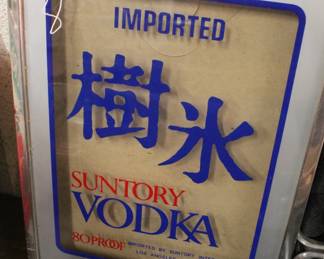 IMPORTED
樹氷
SUNTORY
VODKA
80 PROOF
IMPORTED BY SUNTORY
LOS ANGELES